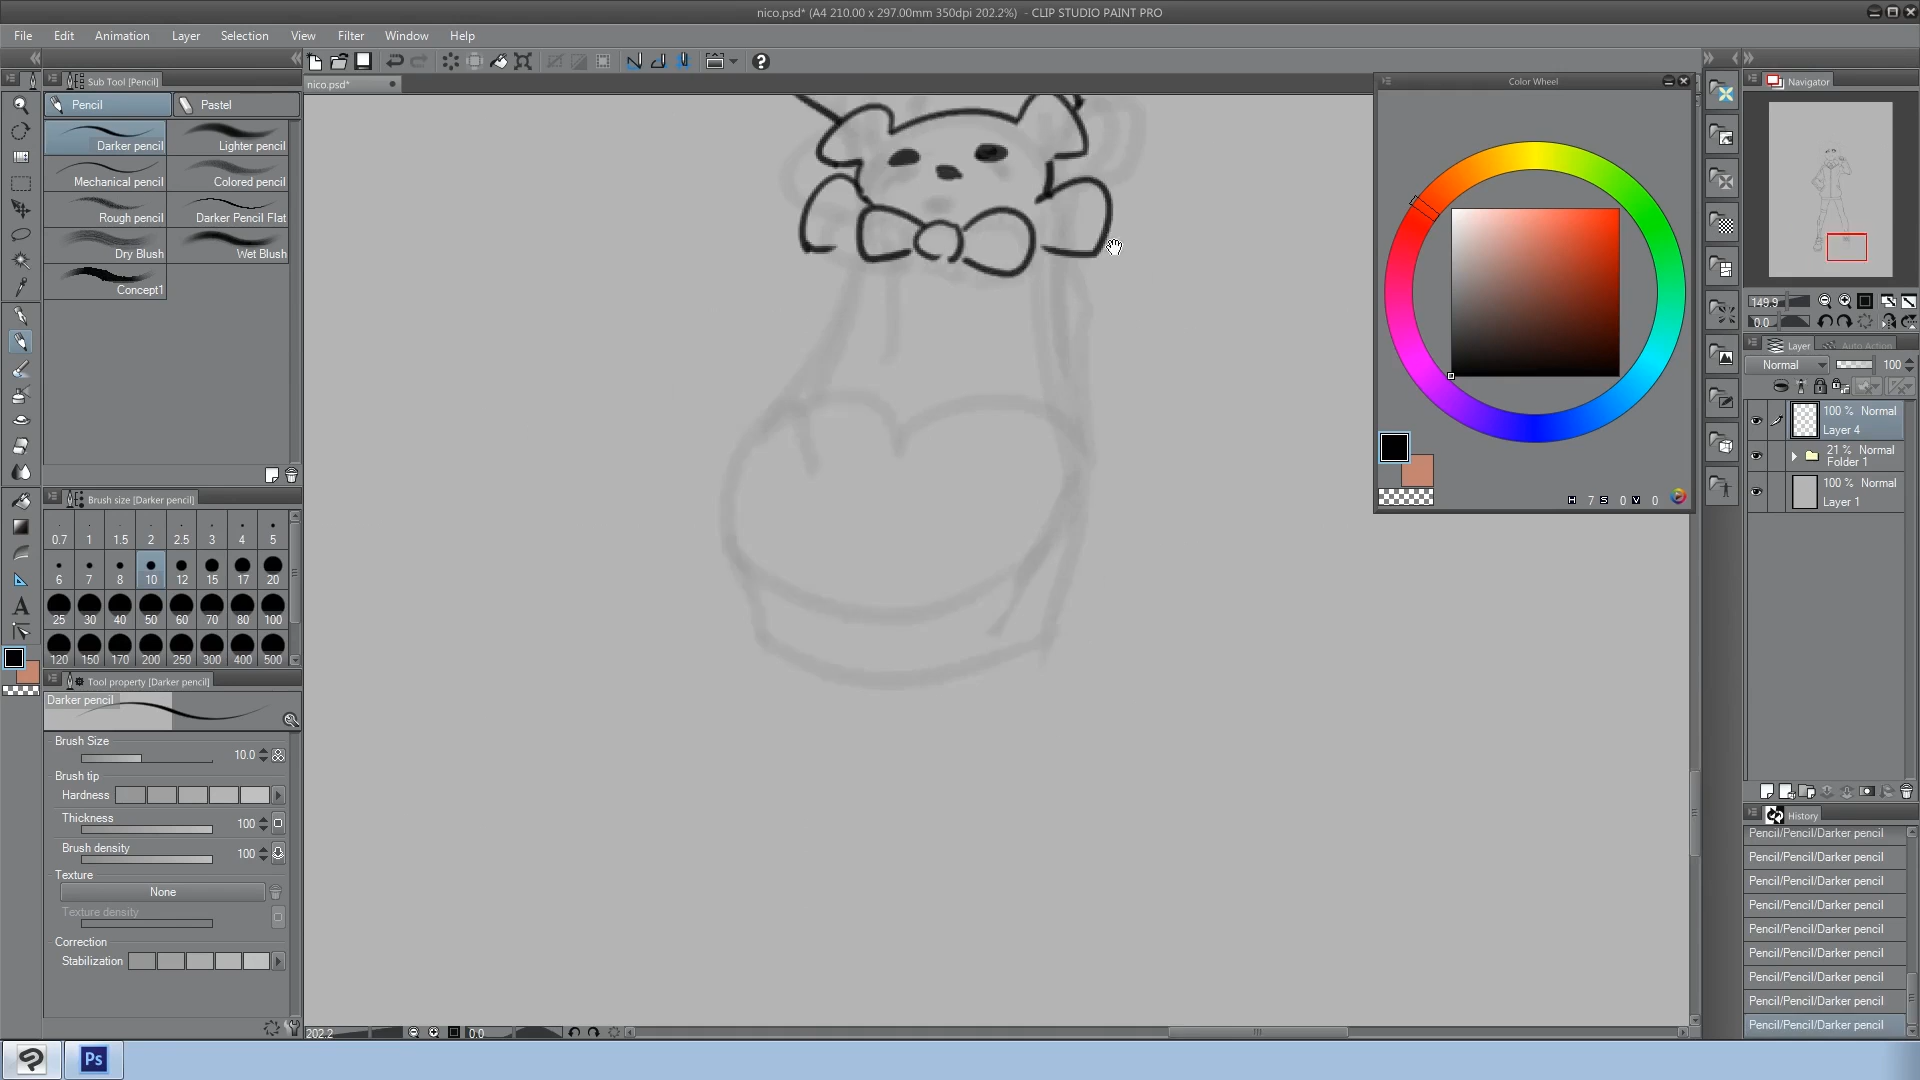 nico.psd* (A4 210.00 x 297.00mm 350dpi 202.2%) - CLIP STUDIO PAINT PRO
File Edit Animation Layer Selection View Filter Window Help
Sub Tool [Pencil]
nico.psd*
Color Wheel
Navigator
Pencil Pastel
Darker pencil Lighter pencil
Mechanical pencil Colored pencil
Rough pencil Darker Pencil Flat
Dry Blush Wet Blush
Concept1
149.9
0.0
Layer Auto Action
Normal 100
100 % Normal
Layer 4
21 % Normal
Folder 1
100 % Normal
Layer 1
H 7 S 0 V 0
Brush size [Darker pencil]
0.7 1 1.5 2 2.5 3 4 5
6 7 8 10 12 15 17 20
25 30 40 50 60 70 80 100
120 150 170 200 250 300 400 500
Tool property [Darker pencil]
Darker pencil
Brush Size
10.0
Brush tip
Hardness
Thickness
100
Brush density
100
Texture
None
Texture density
Correction
Stabilization
History
Pencil/Pencil/Darker pencil
Pencil/Pencil/Darker pencil
Pencil/Pencil/Darker pencil
Pencil/Pencil/Darker pencil
Pencil/Pencil/Darker pencil
Pencil/Pencil/Darker pencil
Pencil/Pencil/Darker pencil
Pencil/Pencil/Darker pencil
Pencil/Pencil/Darker pencil
202.2 0.0
Ps